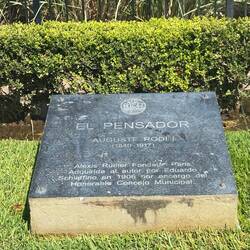 EL PENSADOR
AUGUSTE RODIN
(1840-1917)
Alexis Rudier Fondeur Paris
Adquirida al autor por Eduardo
Schiaffino en 1906 por encargo del
Honorable Concejo Municipal.